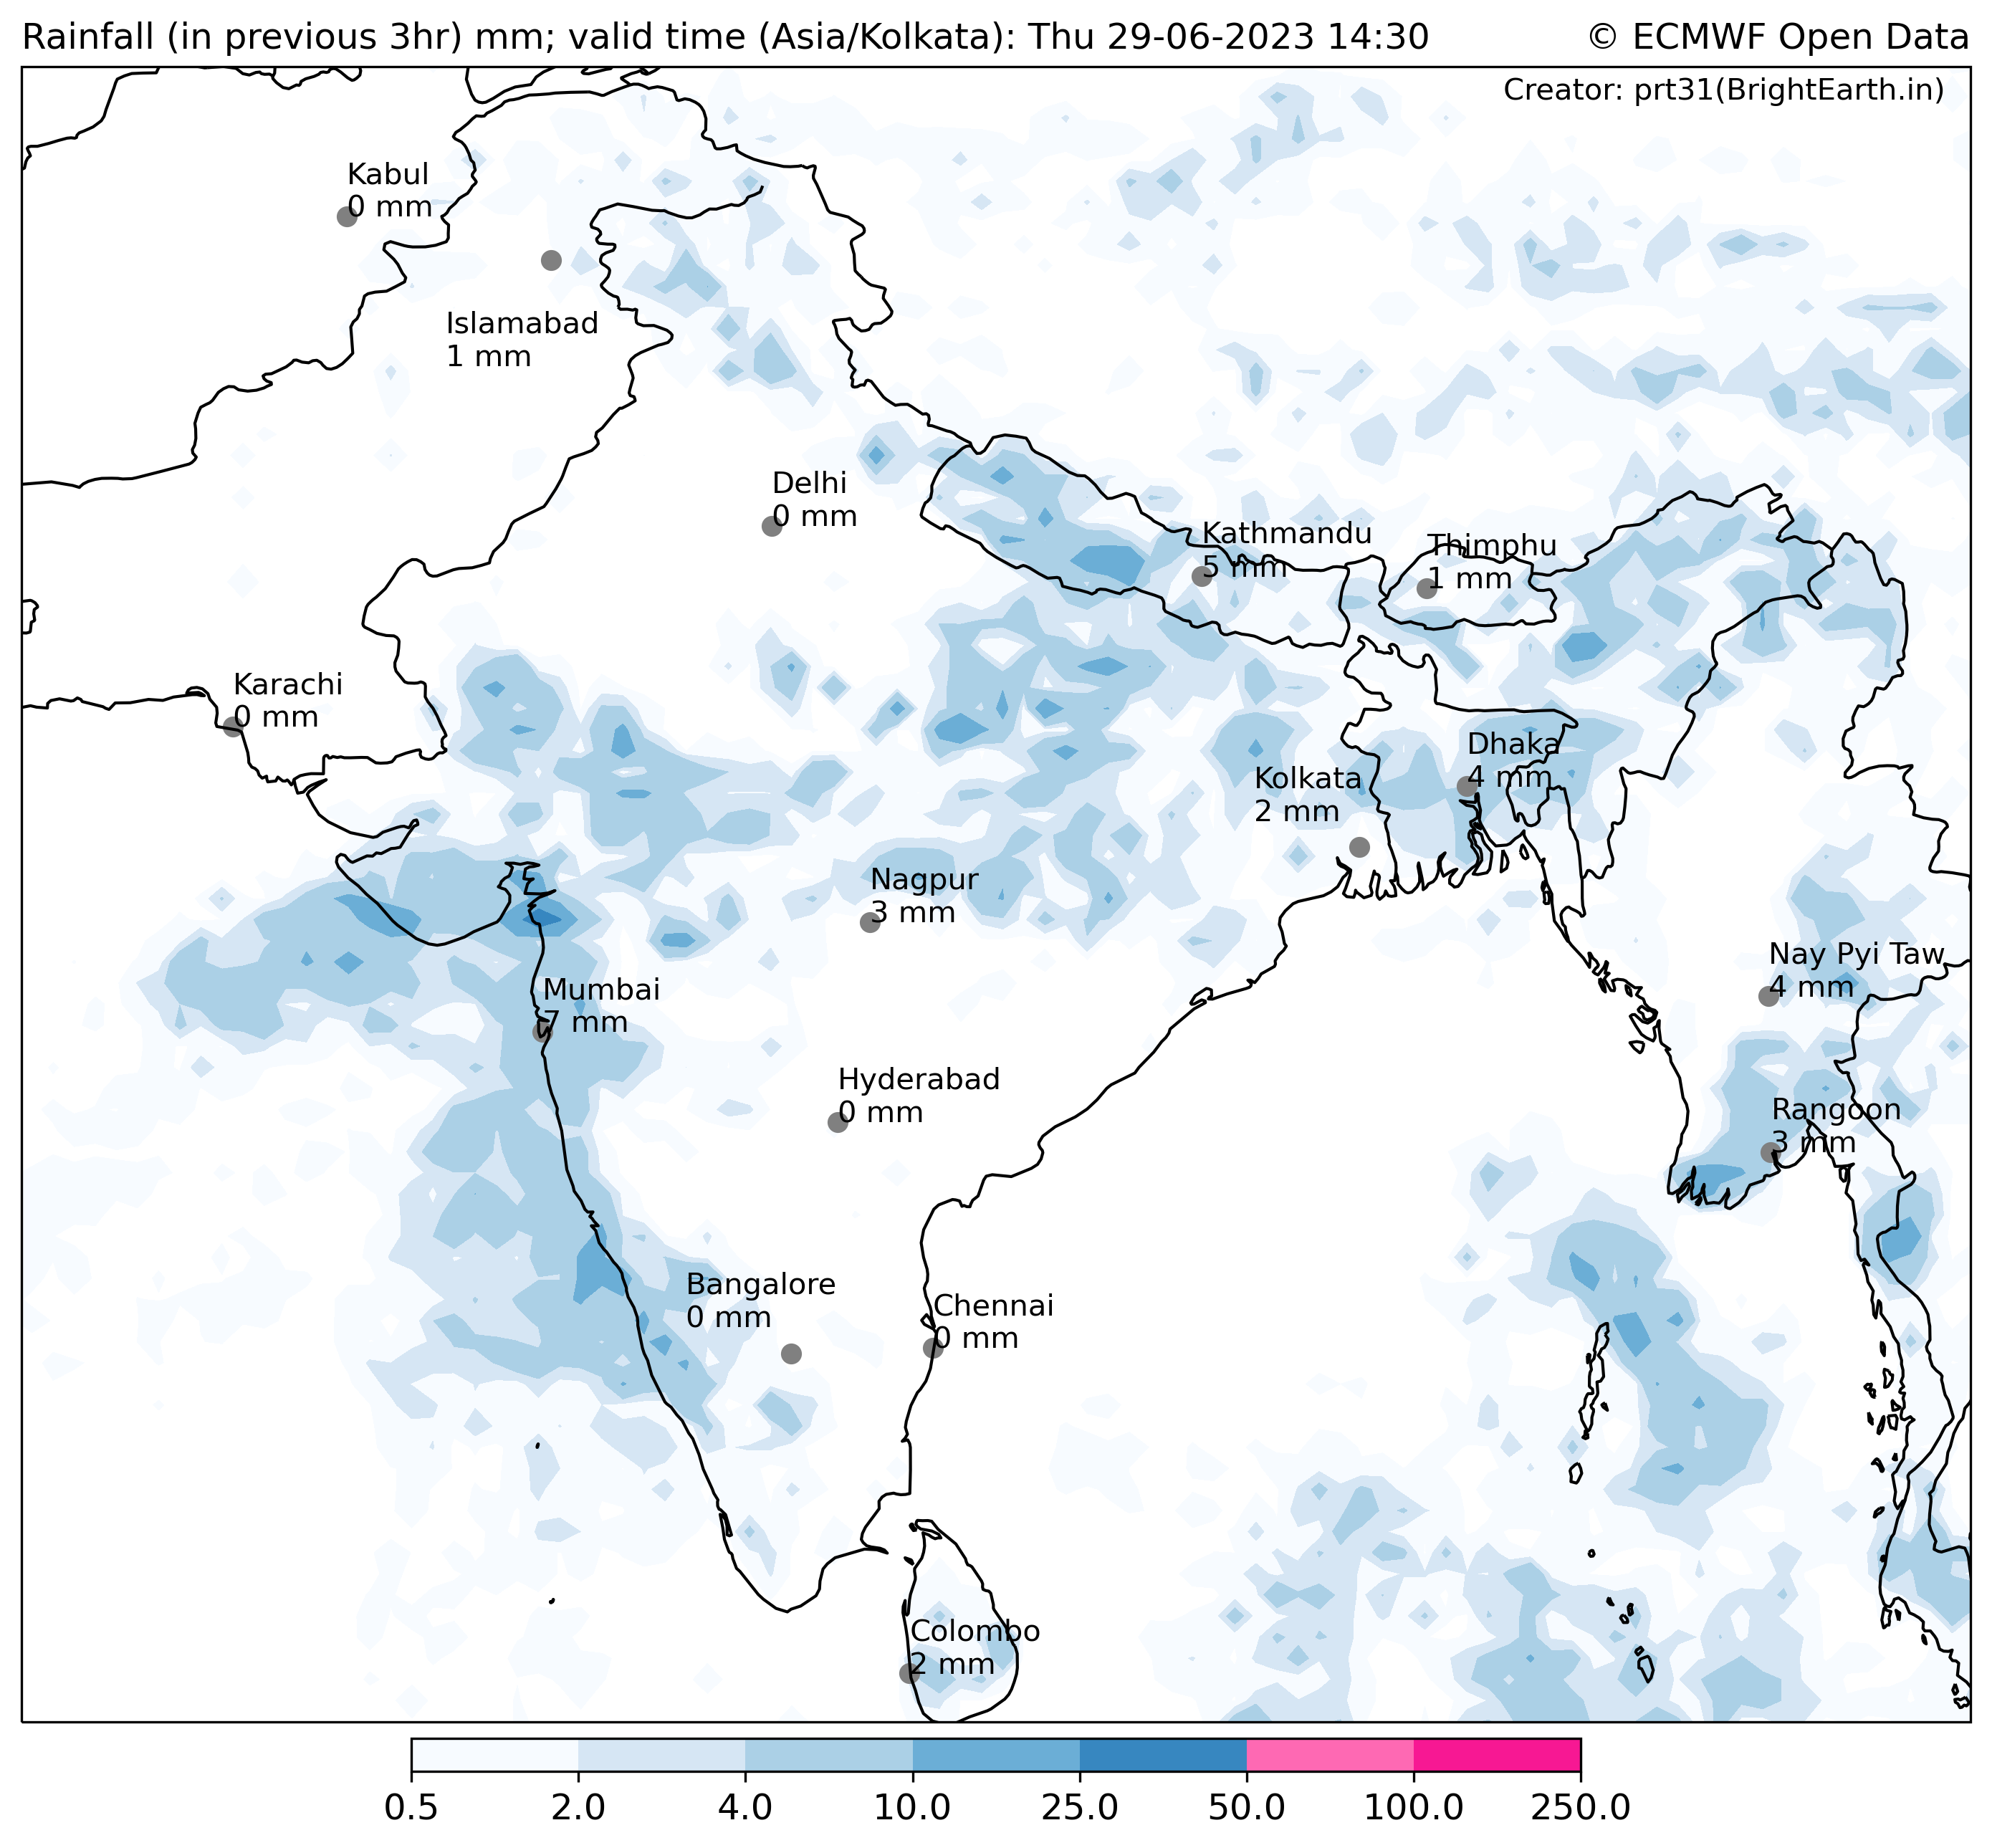 Rainfall (in previous 3hr) mm; valid time (Asia/Kolkata): Thu 29-06-2023 14:30
© ECMWF Open Data
Creator: prt31(BrightEarth.in)
Kabul
0 mm
Islamabad
1 mm
Delhi
0 mm
Kathmandu
5 mm
Thimphu
1 mm
Karachi
0 mm
Dhaka
4 mm
Kolkata
2 mm
Nagpur
3 mm
Nay Pyi Taw
4 mm
Mumbai
7 mm
Hyderabad
0 mm
Rangoon
3 mm
Bangalore
0 mm
Chennai
0 mm
Colombo
2 mm
0.5 2.0 4.0 10.0 25.0 50.0 100.0 250.0